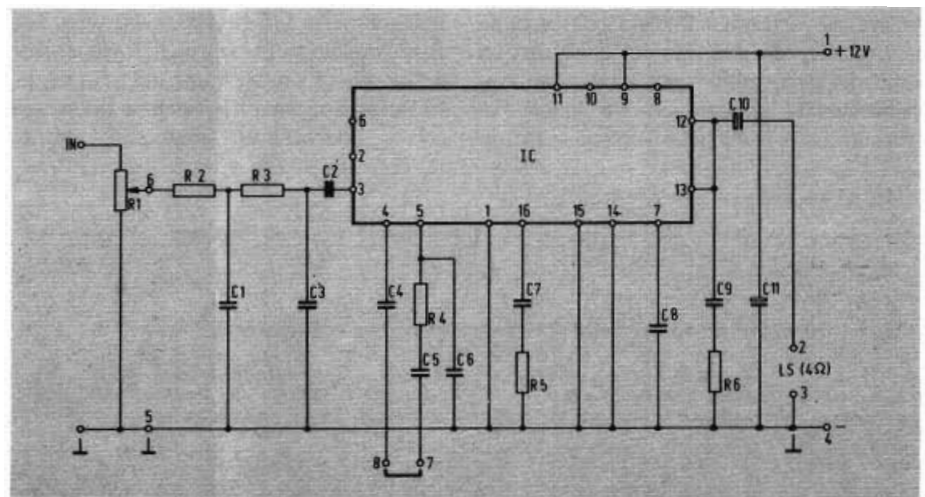 1
+12V
11 10 9 8
6 12 C10
IN
2 IC
6 R2 R3 C2 3 13
R1
4 5 1 16 15 14 7
C1 C3 C4 C7 C9 C11
R4 C8
2
C5 C6 R5 R6 LS (4Ω)
3
5 4 -
8 7